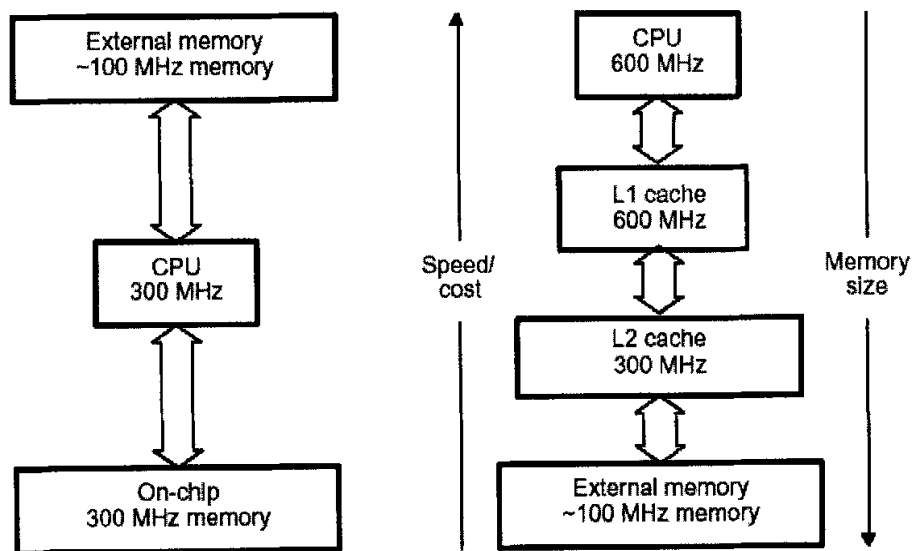 External memory
~100 MHz memory
CPU
300 MHz
On-chip
300 MHz memory
Speed/
cost
CPU
600 MHz
L1 cache
600 MHz
L2 cache
300 MHz
External memory
~100 MHz memory
Memory
size